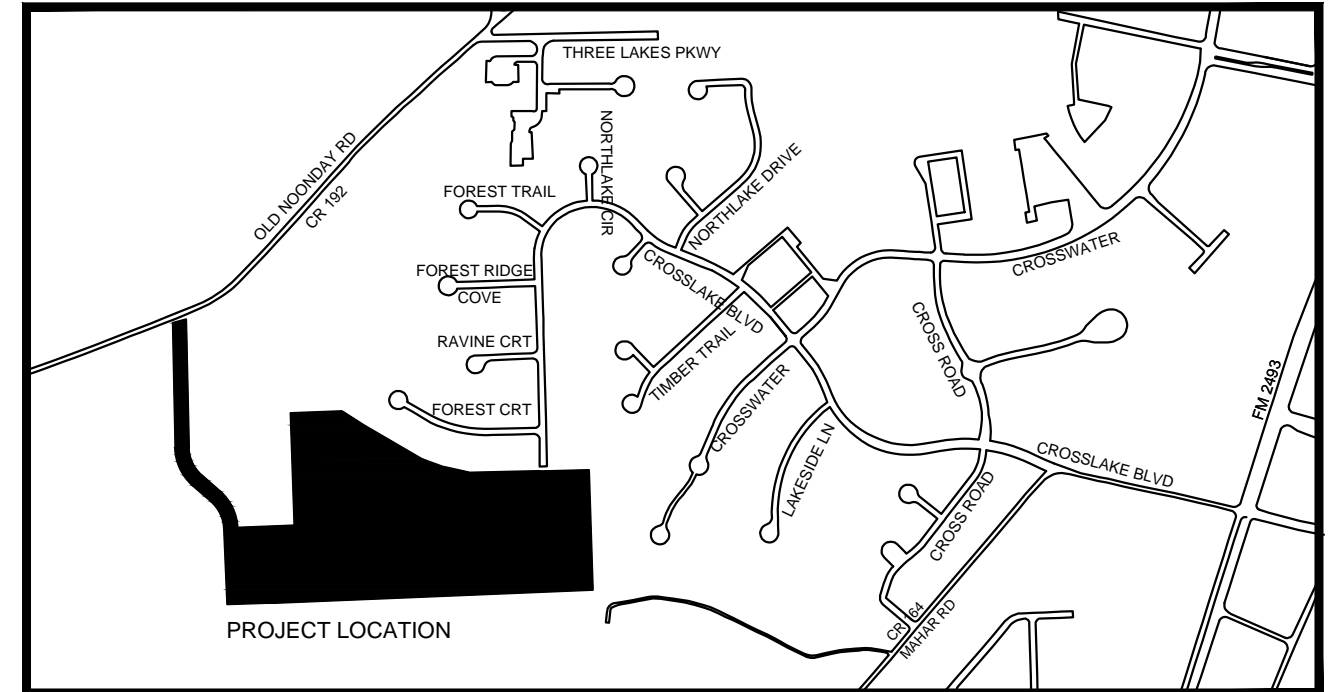 THREE LAKES PKWY
OLD NOONDAY RD
CR 192
NORTHLAKE CIR
NORTHLAKE DRIVE
FOREST TRAIL
FOREST RIDGE
COVE
CROSSLAKE BLVD
CROSSWATER
RAVINE CRT
TIMBER TRAIL
CROSS ROAD
FM 2493
FOREST CRT
CROSSWATER
LAKESIDE LN
CROSSLAKE BLVD
CROSS ROAD
PROJECT LOCATION
CR 164
MAHAR RD